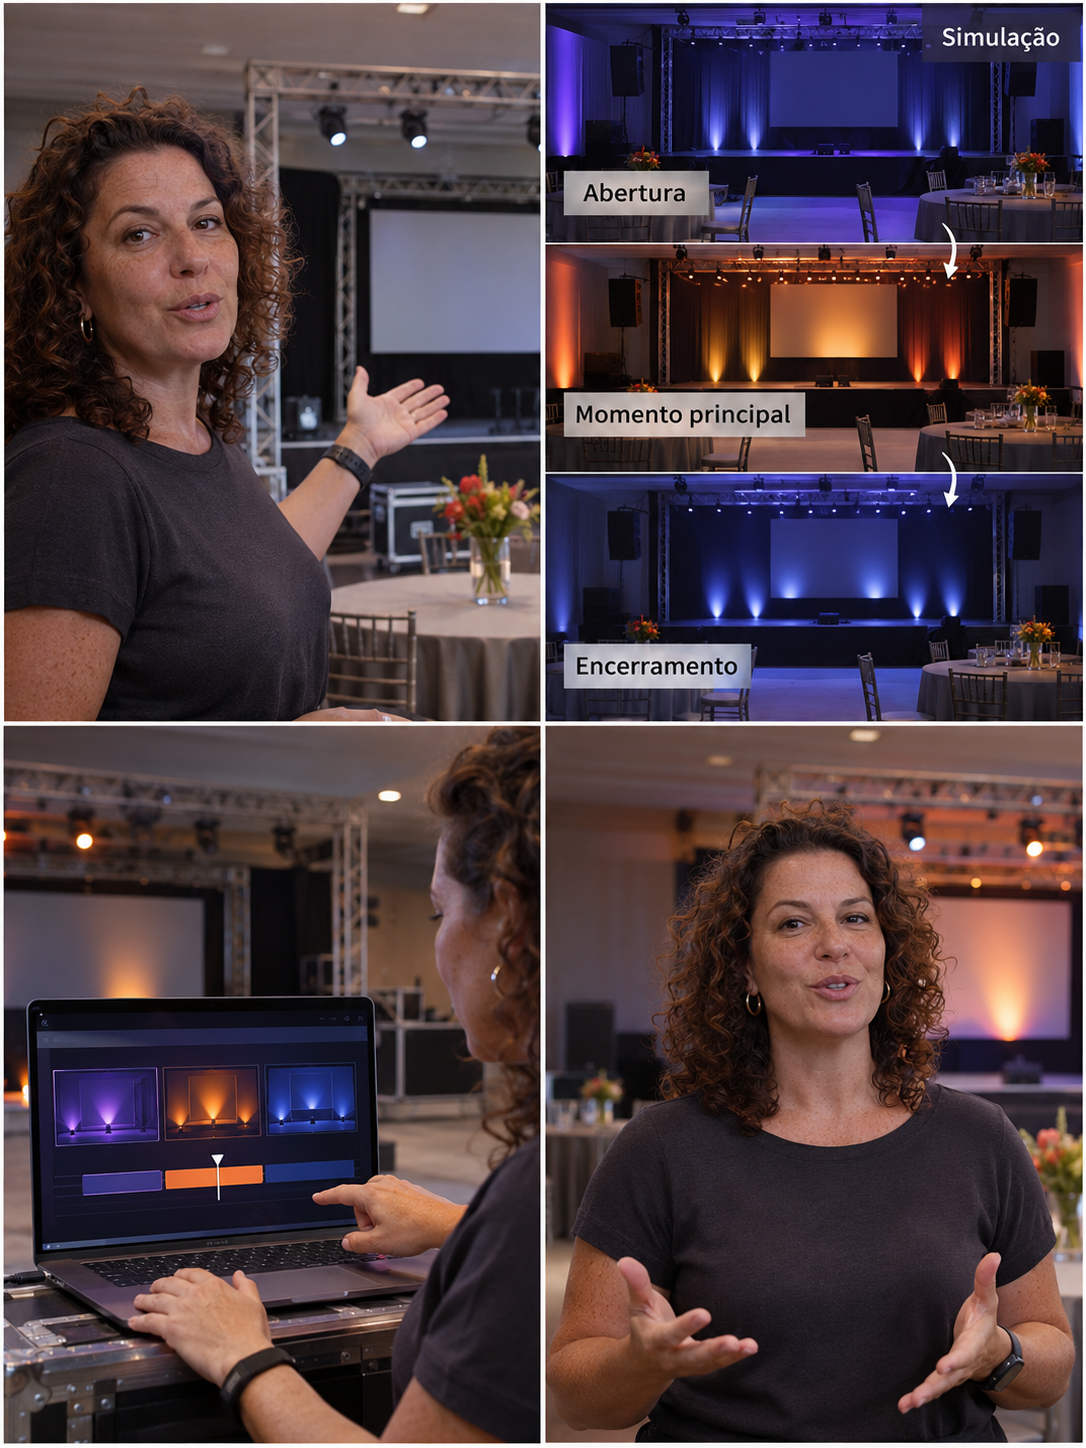 Simulação
Abertura
Momento principal
Encerramento